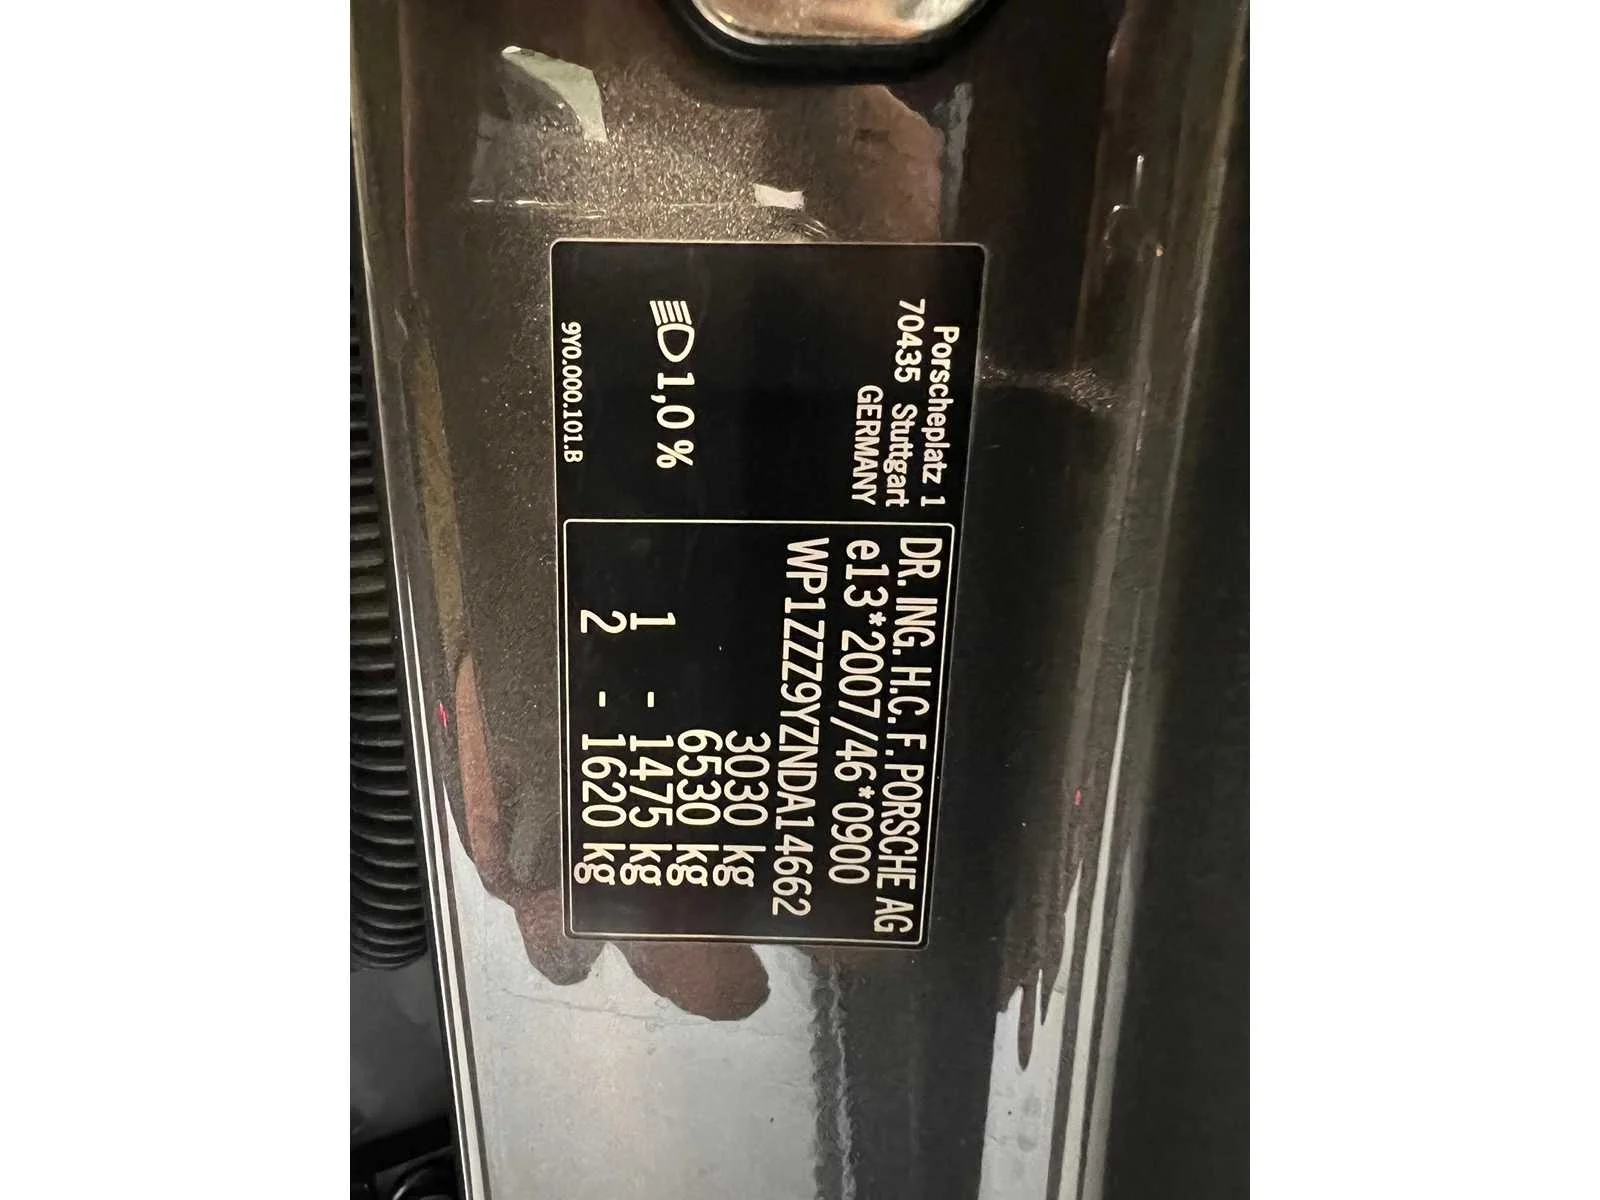 Porscheplatz 1
70435 Stuttgart
GERMANY
1,0 %
9Y0.000.101.B
DR. ING. H.C. F. PORSCHE AG
e13*2007/46*0900
WP1ZZZ9YZNDA14662
3030 kg
6530 kg
1 - 1475 kg
2 - 1620 kg